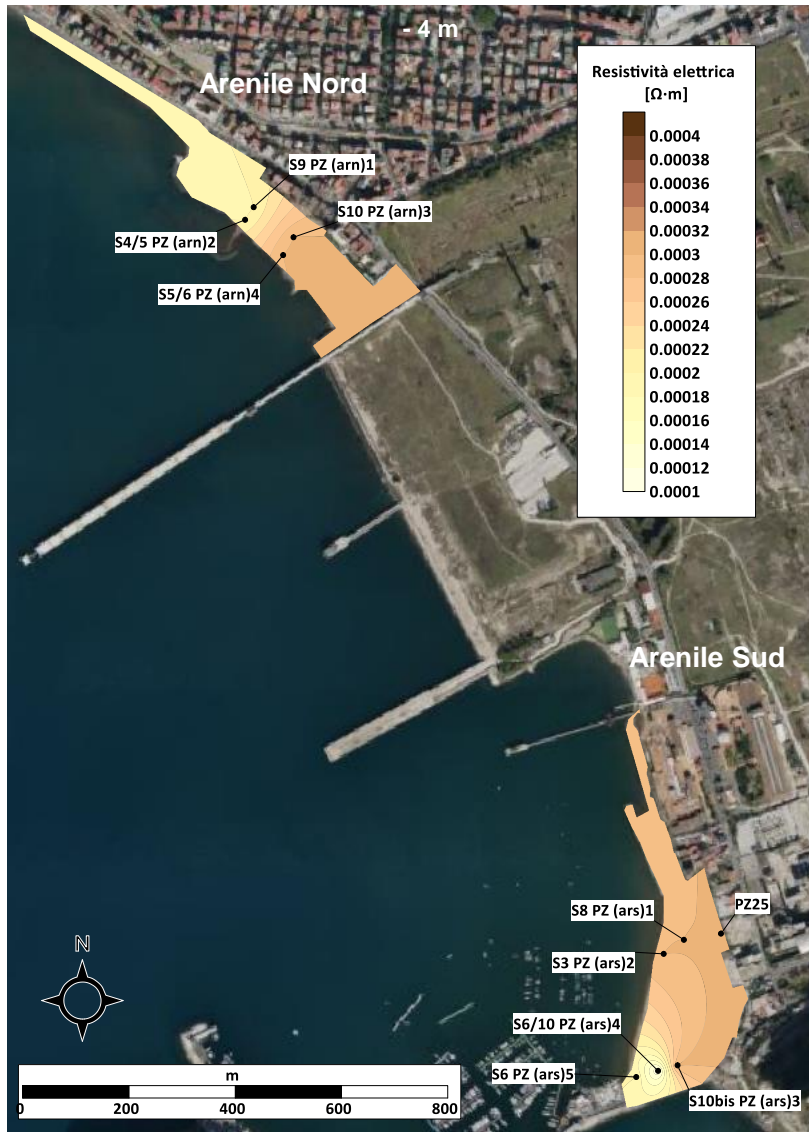 - 4 m
Arenile Nord
Resistività elettrica
[Ω·m]
0.0004
0.00038
0.00036
0.00034
0.00032
0.0003
0.00028
0.00026
0.00024
0.00022
0.0002
0.00018
0.00016
0.00014
0.00012
0.0001
S9 PZ (arn)1
S10 PZ (arn)3
S4/5 PZ (arn)2
S5/6 PZ (arn)4
Arenile Sud
S8 PZ (ars)1
PZ25
S3 PZ (ars)2
S6/10 PZ (ars)4
S6 PZ (ars)5
S10bis PZ (ars)3
N
m
0 200 400 600 800